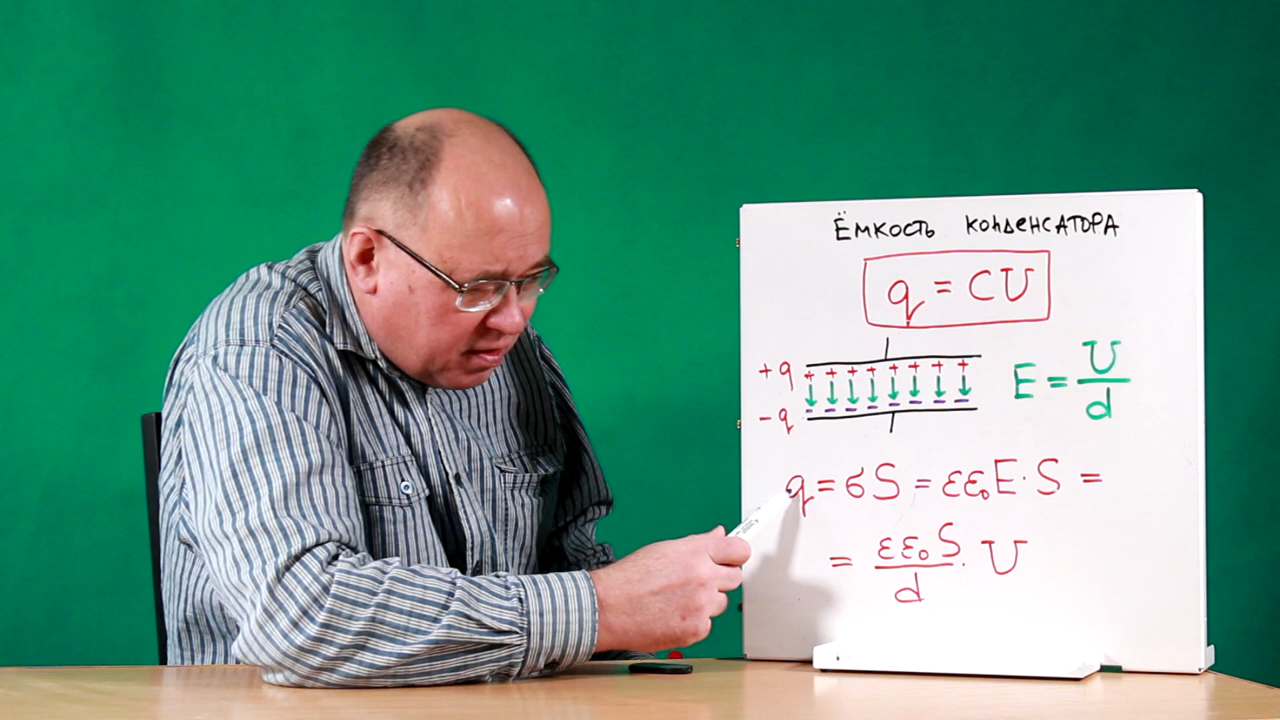 Ёмкость конденсатора
q = CU
+q
+ + + + + + + +
E = U/d
-q
- - - - - - - -
q = σS = εε₀E·S =
= εε₀S/d · U